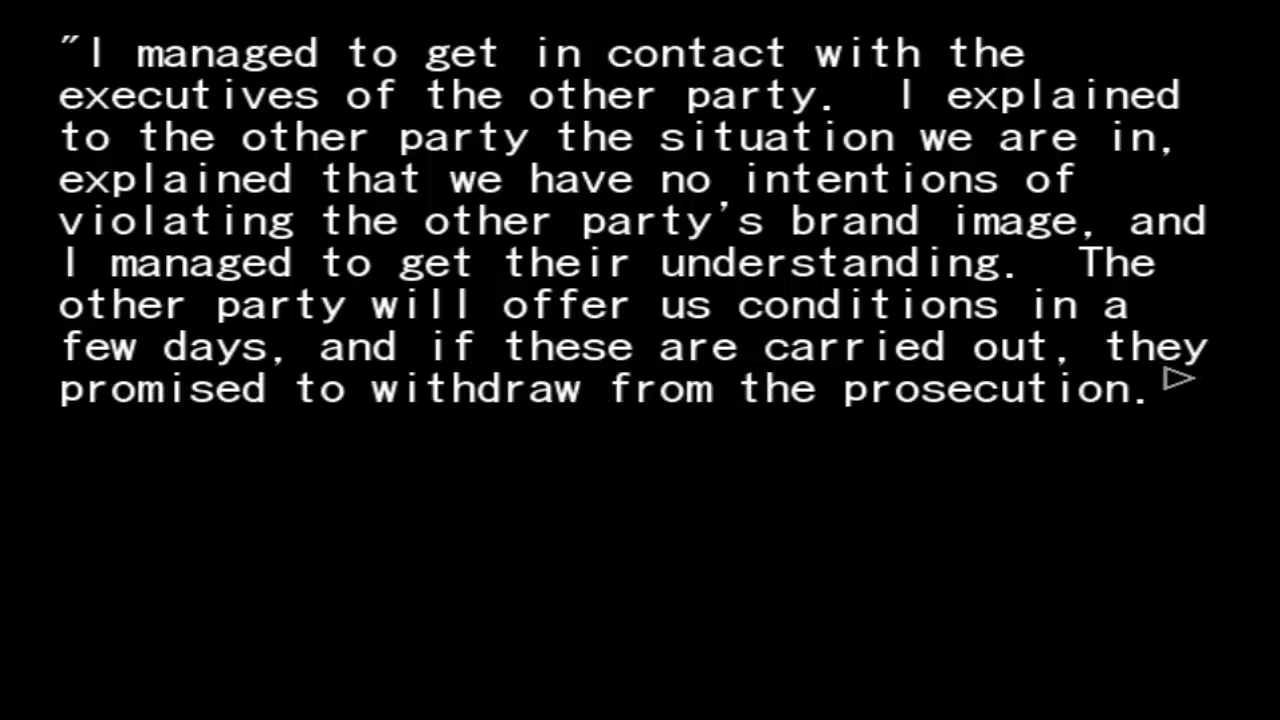 "I managed to get in contact with the
executives of the other party.  I explained
to the other party the situation we are in,
explained that we have no intentions of
violating the other party's brand image, and
I managed to get their understanding.  The
other party will offer us conditions in a
few days, and if these are carried out, they
promised to withdraw from the prosecution.